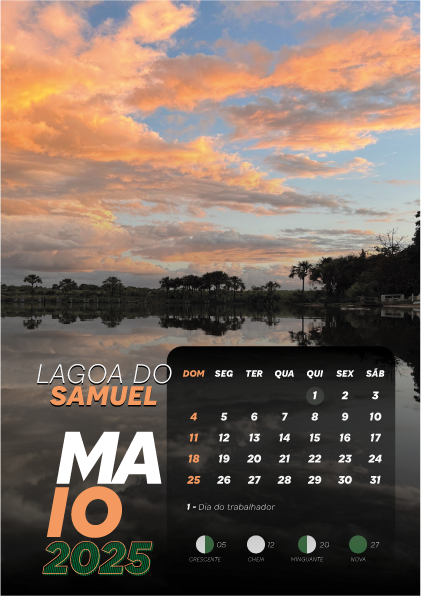 LAGOA DO
SAMUEL
MA
IO
2025
DOM SEG TER QUA QUI SEX SÁB
1 2 3
4 5 6 7 8 9 10
11 12 13 14 15 16 17
18 19 20 21 22 23 24
25 26 27 28 29 30 31
1 - Dia do trabalhador
05 12 20 27
CRESCENTE CHEIA MINGUANTE NOVA